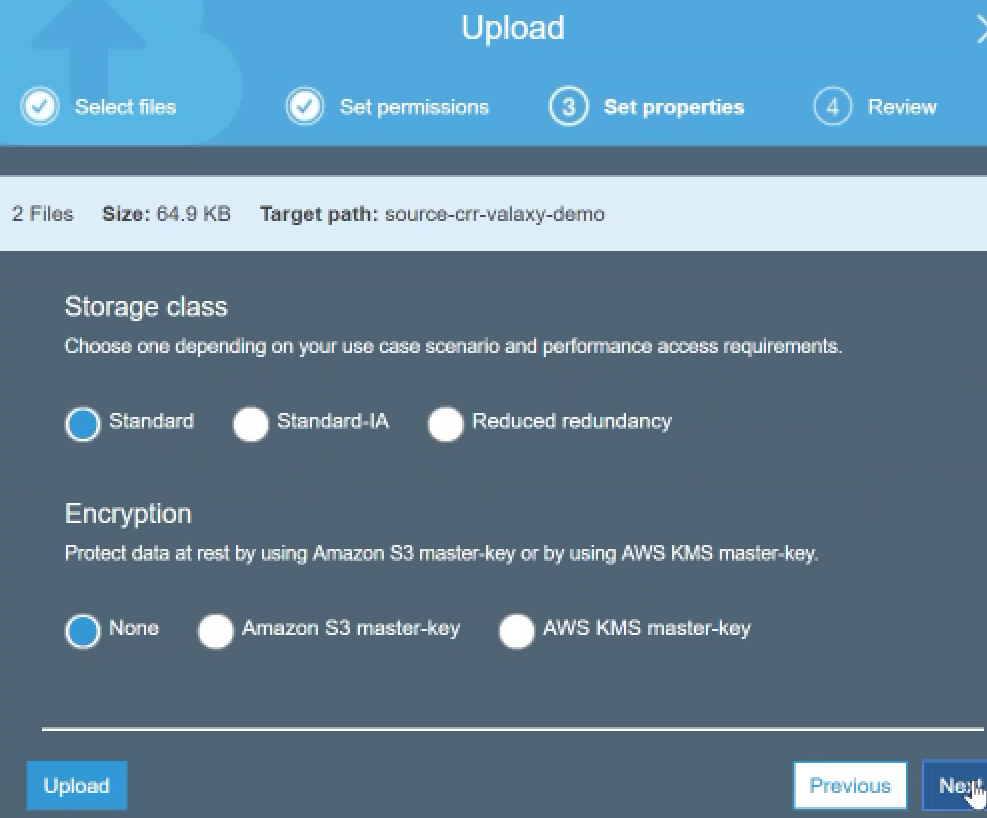 Upload
Select files
Set permissions
3 Set properties
4 Review
2 Files Size: 64.9 KB Target path: source-crr-valaxy-demo
Storage class
Choose one depending on your use case scenario and performance access requirements.
Standard Standard-IA Reduced redundancy
Encryption
Protect data at rest by using Amazon S3 master-key or by using AWS KMS master-key.
None Amazon S3 master-key AWS KMS master-key
Upload Previous Next